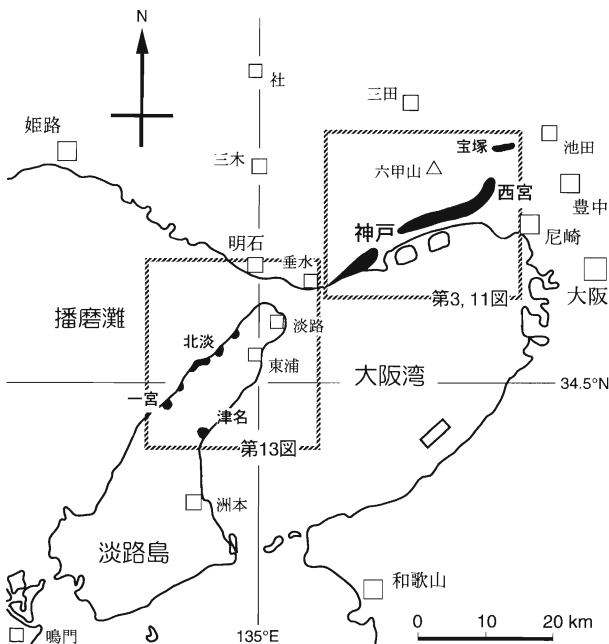 N
社
三田
姫路
三木
宝塚
池田
六甲山
西宮
豊中
神戸
尼崎
明石
垂水
大阪
第3, 11図
播磨灘
淡路
北淡
東浦
大阪湾
34.5°N
一宮
津名
第13図
洲本
淡路島
和歌山
鳴門
135°E
0 10 20 km